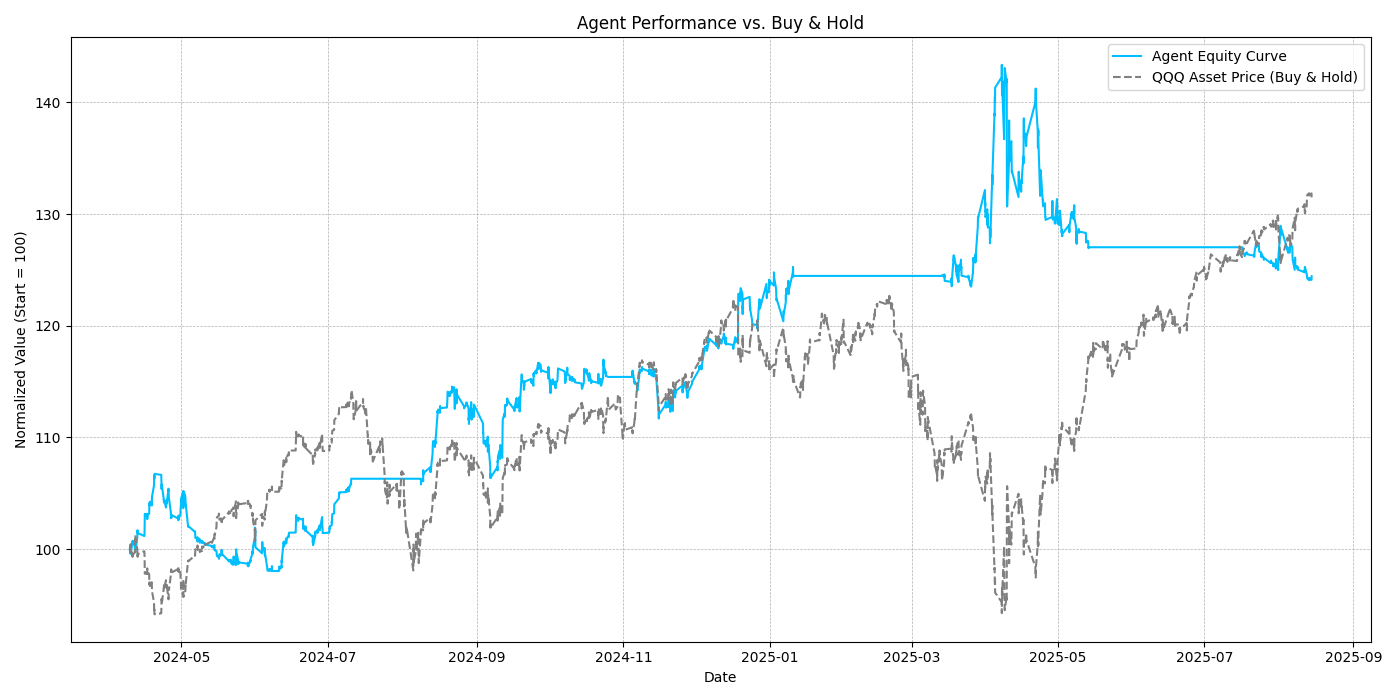 Agent Performance vs. Buy & Hold
Agent Equity Curve
QQQ Asset Price (Buy & Hold)
Normalized Value (Start = 100)
140
130
120
110
100
2024-05
2024-07
2024-09
2024-11
2025-01
2025-03
2025-05
2025-07
2025-09
Date